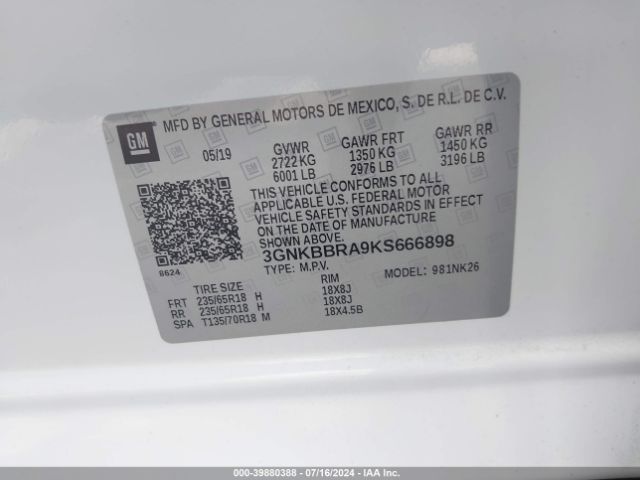 GM
MFD BY GENERAL MOTORS DE MEXICO, S. DE R.L. DE C.V.
05/19 GVWR GAWR FRT GAWR RR
2722 KG 1350 KG 1450 KG
6001 LB 2976 LB 3196 LB
THIS VEHICLE CONFORMS TO ALL
APPLICABLE U.S. FEDERAL MOTOR
VEHICLE SAFETY STANDARDS IN EFFECT
ON THE DATE OF MANUFACTURE
SHOWN ABOVE.
3GNKBBRA9KS666898
8624
TYPE: M.P.V. MODEL: 981NK26
TIRE SIZE RIM
FRT 235/65R18 H 18X8J
RR 235/65R18 H 18X8J
SPA T135/70R18 M 18X4.5B
000-39880388 - 07/16/2024 - IAA Inc.